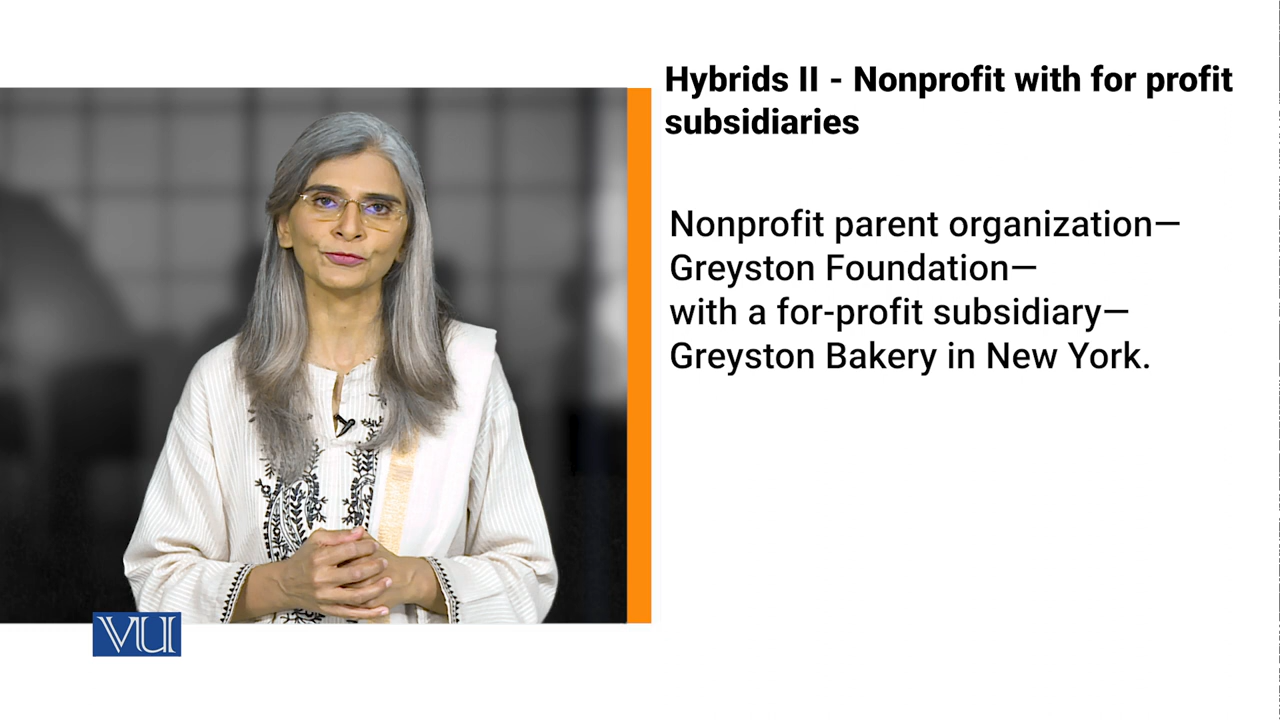 Hybrids II - Nonprofit with for profit
subsidiaries
Nonprofit parent organization—
Greyston Foundation—
with a for-profit subsidiary—
Greyston Bakery in New York.
VU